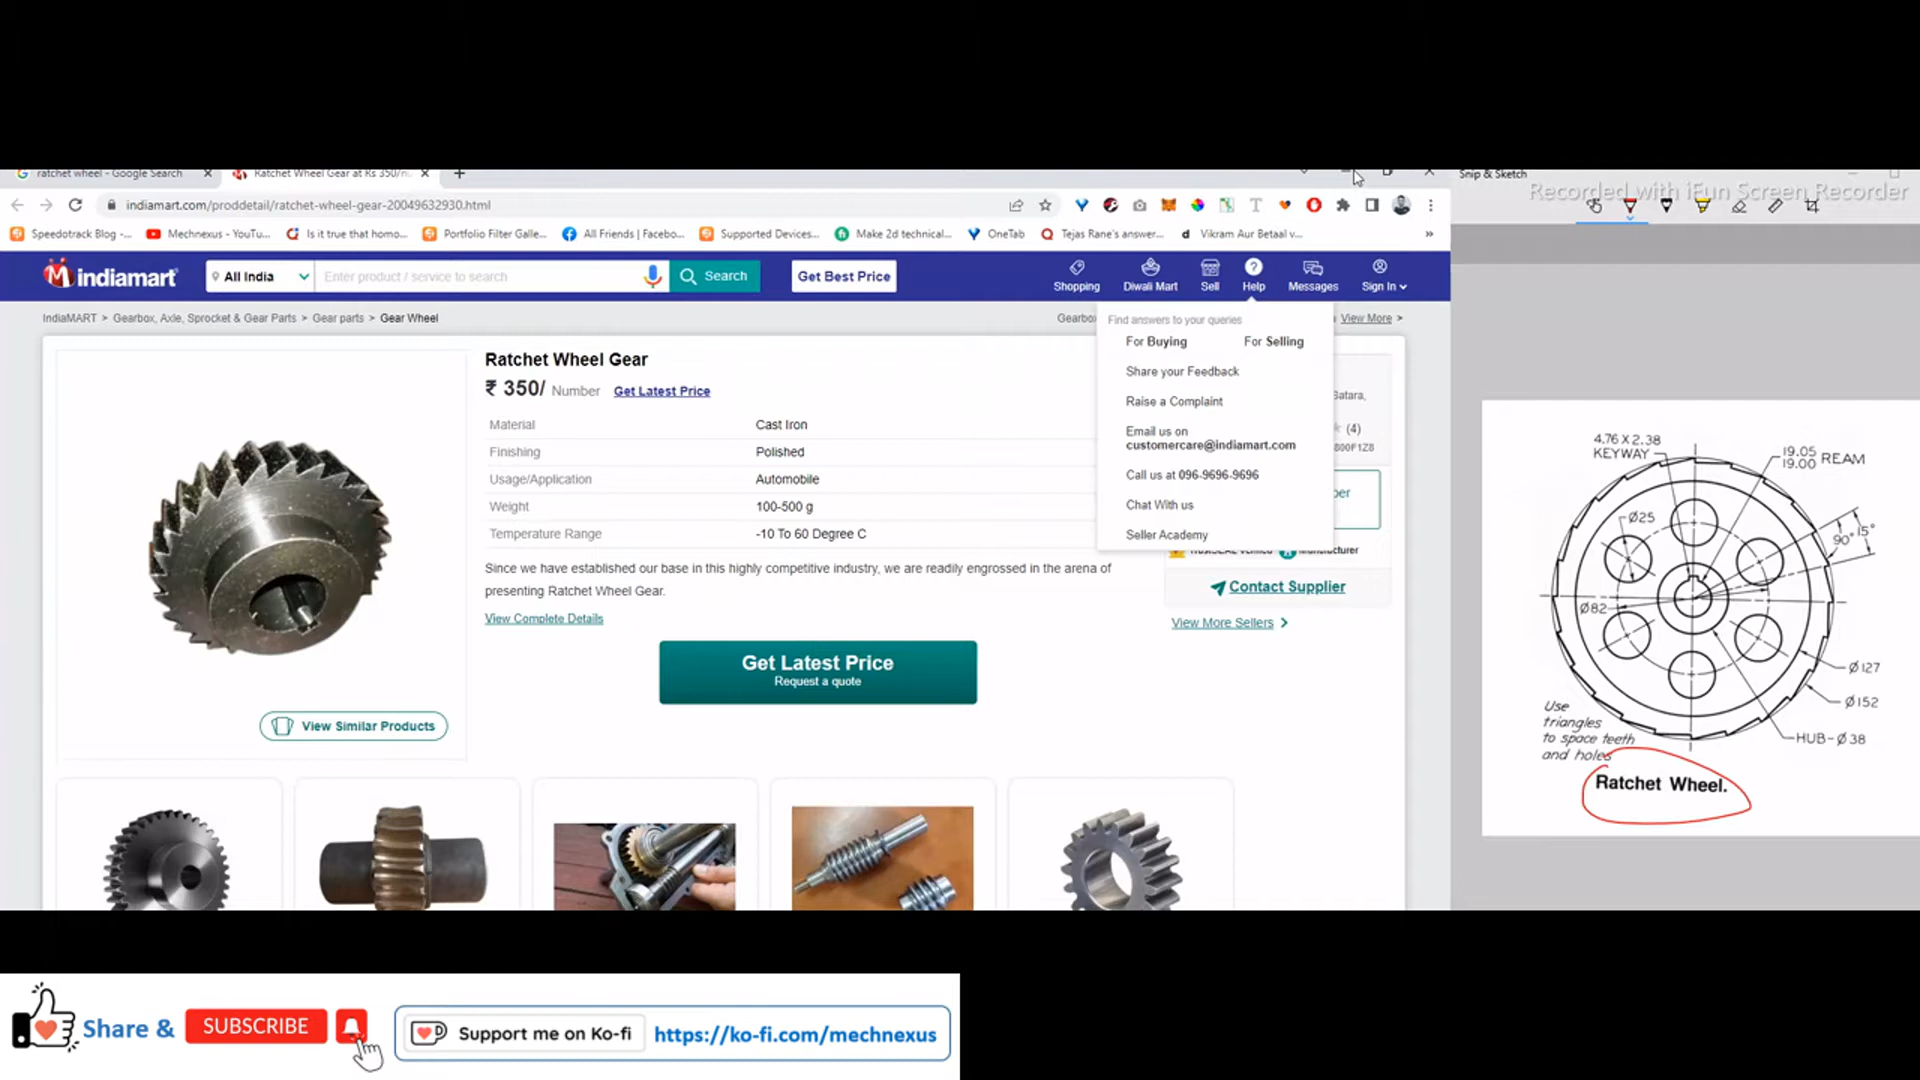 ratchet wheel - Google Search
Ratchet Wheel Gear at Rs 350/nu
Snip & Sketch
Recorded with iFun Screen Recorder
indiamart.com/proddetail/ratchet-wheel-gear-20049632930.html
Speedotrack Blog -...
Mechnexus - YouTu...
Is it true that homo...
Portfolio Filter Galle...
All Friends | Facebo...
Supported Devices...
Make 2d technical...
OneTab
Tejas Rane's answer...
Vikram Aur Betaal v...
»
indiamart
All India
Enter product / service to search
Search
Get Best Price
Shopping
Diwali Mart
Sell
Help
Messages
Sign In
IndiaMART > Gearbox, Axle, Sprocket & Gear Parts > Gear parts > Gear Wheel
Gearbox
View More >
Find answers to your queries
For Buying
For Selling
Share your Feedback
Raise a Complaint
Email us on
customercare@indiamart.com
Call us at 096-9696-9696
Chat With us
Seller Academy
Ratchet Wheel Gear
₹ 350/ Number Get Latest Price
Material Cast Iron
Finishing Polished
Usage/Application Automobile
Weight 100-500 g
Temperature Range -10 To 60 Degree C
Since we have established our base in this highly competitive industry, we are readily engrossed in the arena of
presenting Ratchet Wheel Gear.
View Complete Details
Get Latest Price
Request a quote
View Similar Products
Satara,
(4)
800F1Z8
ber
TrustSEAL Verified
Manufacturer
Contact Supplier
View More Sellers >
4.76 X 2.38
KEYWAY
19.05
19.00 REAM
Ø25
90°
15°
Ø82
Ø127
Ø152
HUB-Ø38
Use
triangles
to space teeth
and holes
Ratchet Wheel.
Share &
SUBSCRIBE
Support me on Ko-fi
https://ko-fi.com/mechnexus